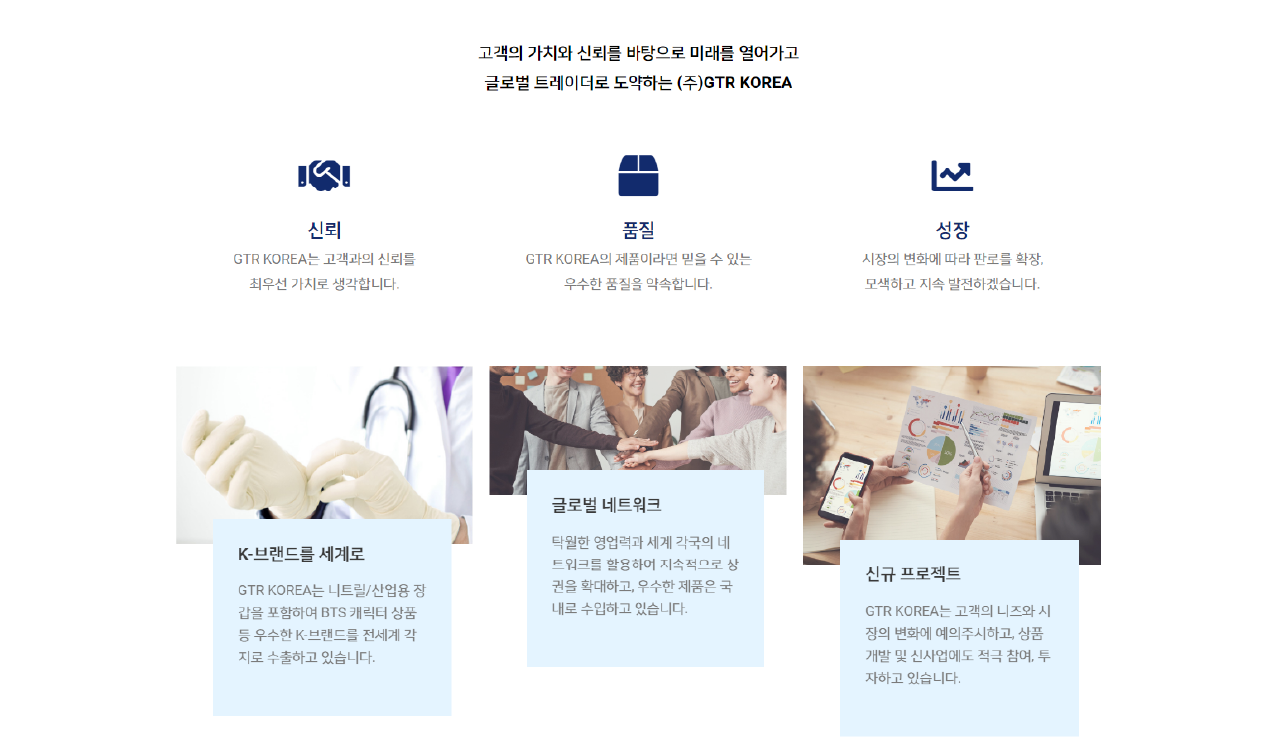 고객의 가치와 신뢰를 바탕으로 미래를 열어가고
글로벌 트레이더로 도약하는 (주)GTR KOREA
신뢰
GTR KOREA는 고객과의 신뢰를
최우선 가치로 생각합니다.
품질
GTR KOREA의 제품이라면 믿을 수 있는
우수한 품질을 약속합니다.
성장
시장의 변화에 따라 판로를 확장,
모색하고 지속 발전하겠습니다.
K-브랜드를 세계로
GTR KOREA는 니트릴/산업용 장
갑을 포함하여 BTS 캐릭터 상품
등 우수한 K-브랜드를 전세계 각
지로 수출하고 있습니다.
글로벌 네트워크
탁월한 영업력과 세계 각국의 네
트워크를 활용하여 지속적으로 상
권을 확대하고, 우수한 제품은 국
내로 수입하고 있습니다.
신규 프로젝트
GTR KOREA는 고객의 니즈와 시
장의 변화에 예의주시하고, 상품
개발 및 신사업에도 적극 참여, 투
자하고 있습니다.